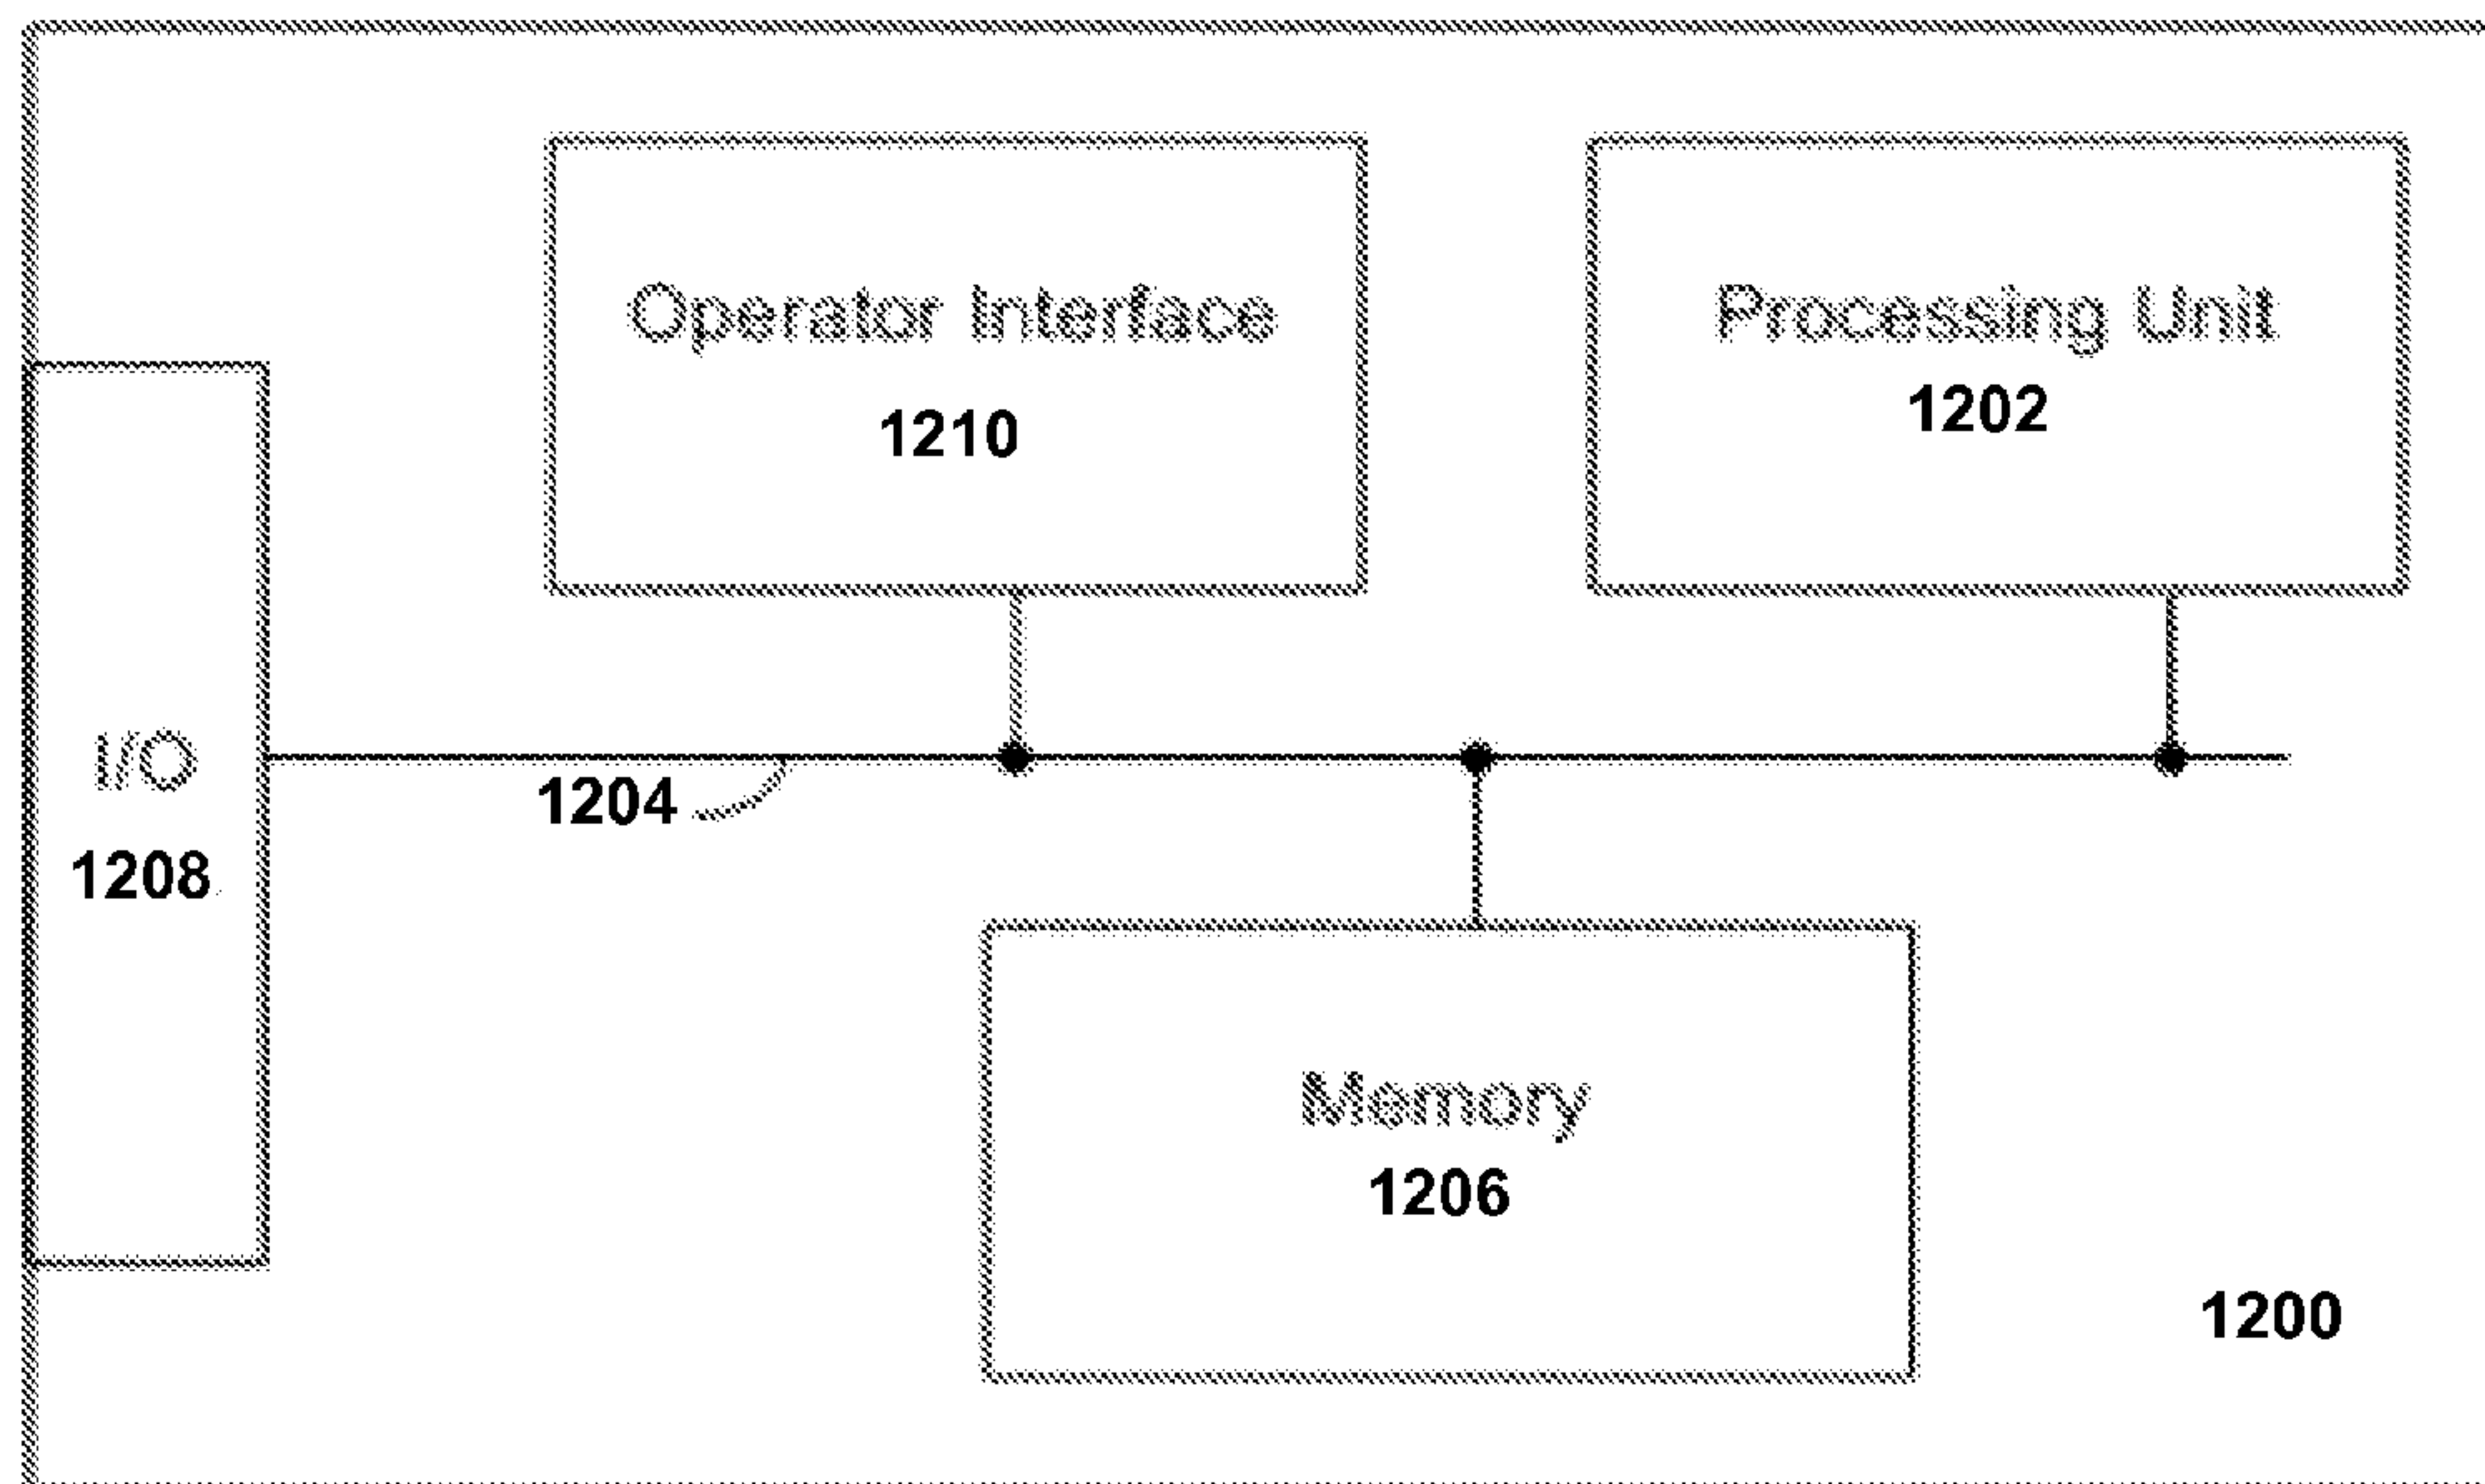 Operator Interface
1210
Processing Unit
1202
I/O
1208
1204
Memory
1206
1200